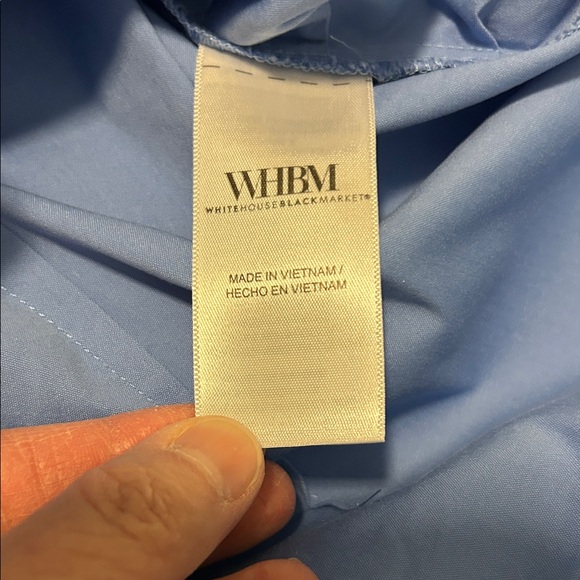 WHBM
WHITEHOUSEBLACKMARKET®
MADE IN VIETNAM /
HECHO EN VIETNAM